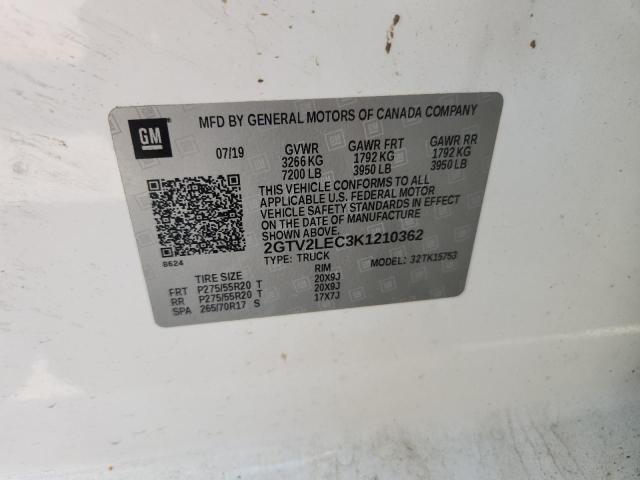 GM
MFD BY GENERAL MOTORS OF CANADA COMPANY
07/19 GVWR GAWR FRT GAWR RR
3266 KG 1792 KG 1792 KG
7200 LB 3950 LB 3950 LB
THIS VEHICLE CONFORMS TO ALL
APPLICABLE U.S. FEDERAL MOTOR
VEHICLE SAFETY STANDARDS IN EFFECT
ON THE DATE OF MANUFACTURE
SHOWN ABOVE.
2GTV2LEC3K1210362
8624 TYPE: TRUCK MODEL: 32TK15753
TIRE SIZE RIM
FRT P275/55R20 T 20X9J
RR P275/55R20 T 20X9J
SPA 265/70R17 S 17X7J